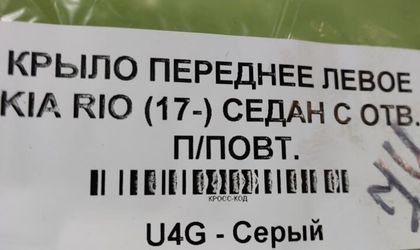 КРЫЛО ПЕРЕДНЕЕ ЛЕВОЕ
KIA RIO (17-) СЕДАН С ОТВ.
П/ПОВТ.
КРОСС-КОД
U4G - Серый